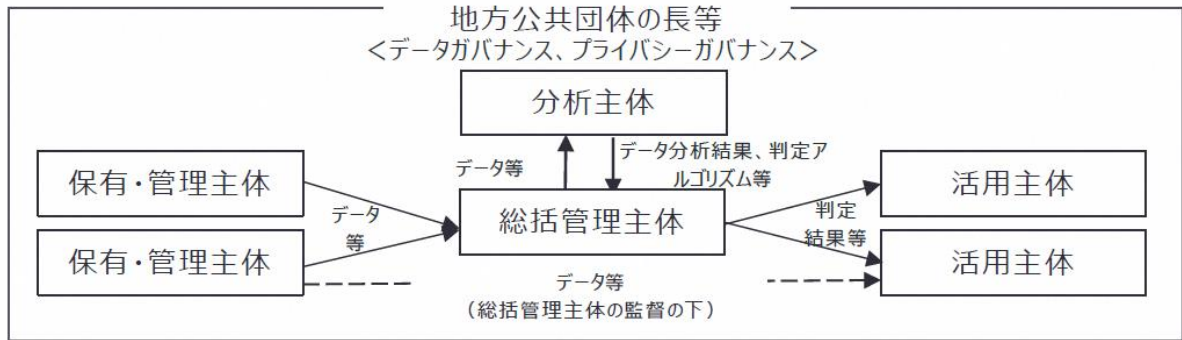 地方公共団体の長等
<データガバナンス、プライバシーガバナンス>
分析主体
データ等
データ分析結果、判定ア
ルゴリズム等
保有・管理主体
保有・管理主体
データ
等
総括管理主体
判定
結果等
活用主体
活用主体
データ等
（総括管理主体の監督の下）